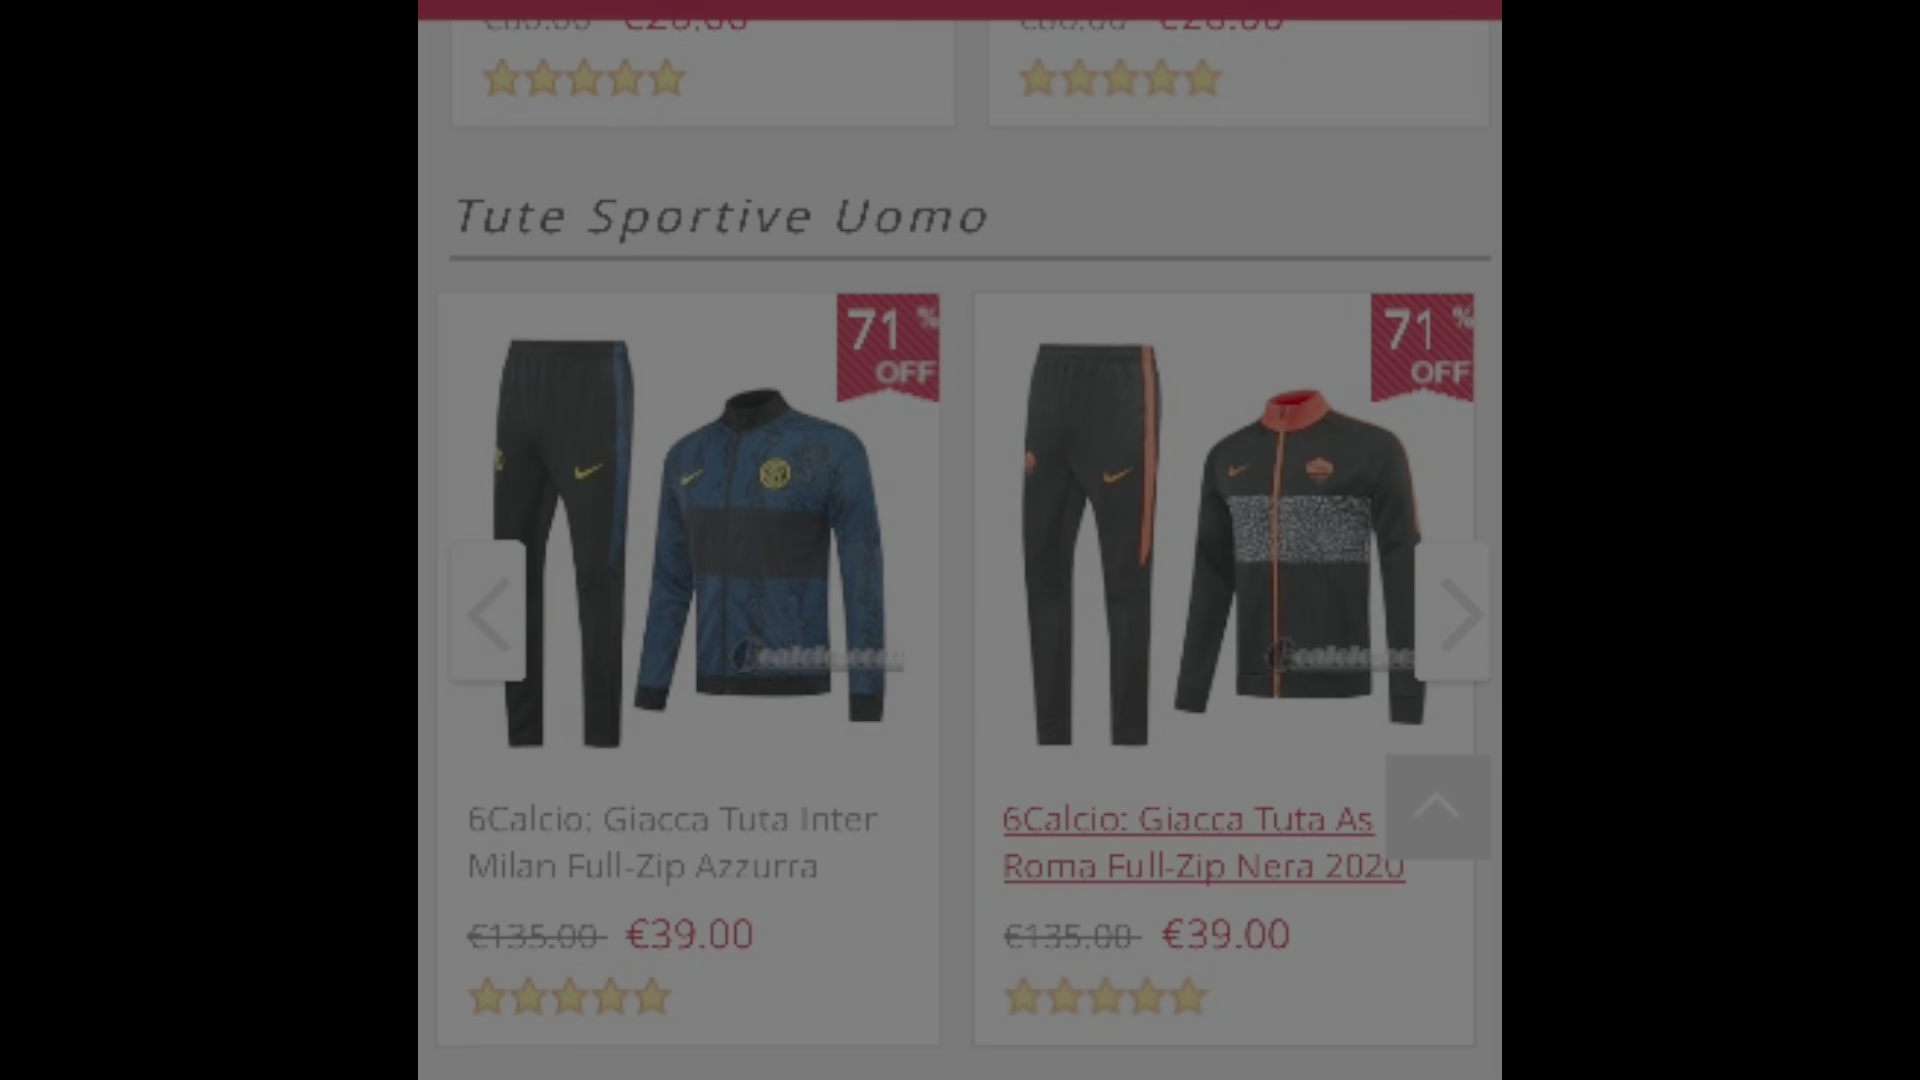 Tute Sportive Uomo
71 %
OFF
71 %
OFF
6Calcio: Giacca Tuta Inter
Milan Full-Zip Azzurra
€135.00 €39.00
6Calcio: Giacca Tuta As
Roma Full-Zip Nera 2020
€135.00 €39.00